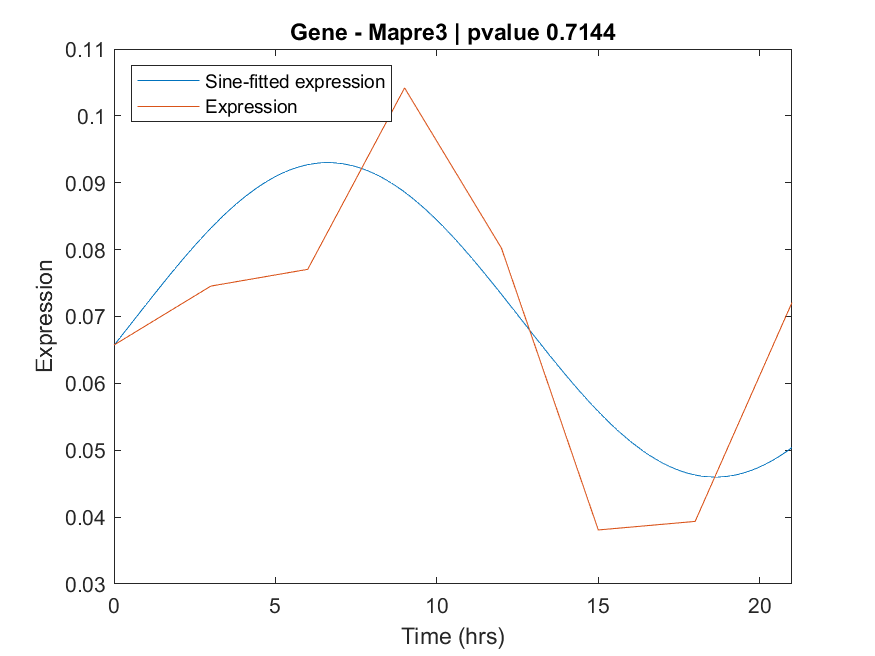 Gene - Mapre3 | pvalue 0.7144
Sine-fitted expression
Expression
0.11
0.1
0.09
0.08
0.07
0.06
0.05
0.04
0.03
Expression
0
5
10
15
20
Time (hrs)